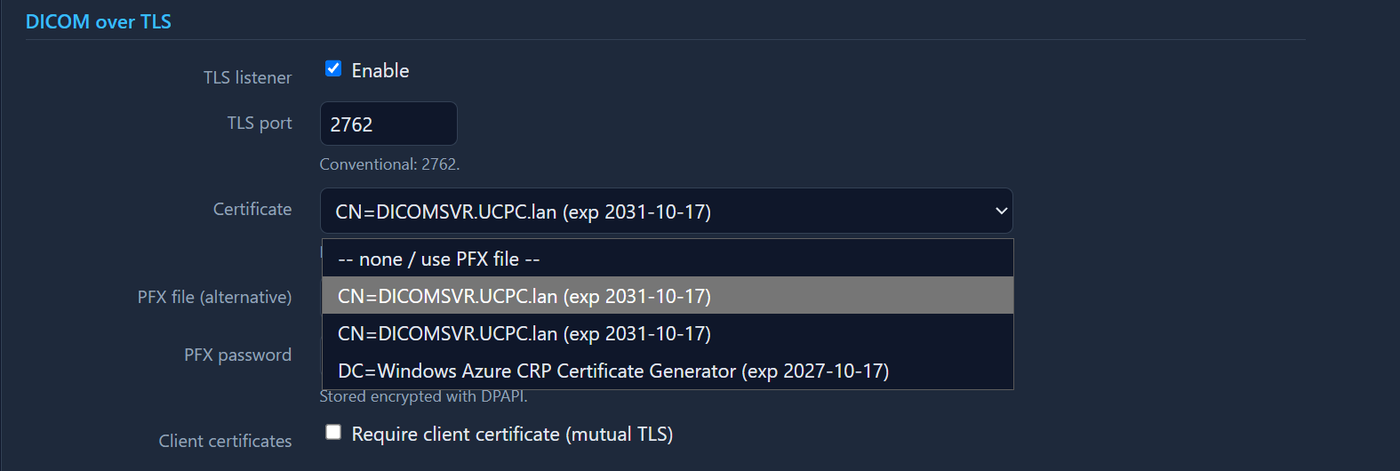 DICOM over TLS
TLS listener Enable
TLS port 2762
Conventional: 2762.
Certificate CN=DICOMSVR.UCPC.lan (exp 2031-10-17)
-- none / use PFX file --
CN=DICOMSVR.UCPC.lan (exp 2031-10-17)
PFX file (alternative)
CN=DICOMSVR.UCPC.lan (exp 2031-10-17)
PFX password
DC=Windows Azure CRP Certificate Generator (exp 2027-10-17)
Stored encrypted with DPAPI.
Client certificates Require client certificate (mutual TLS)